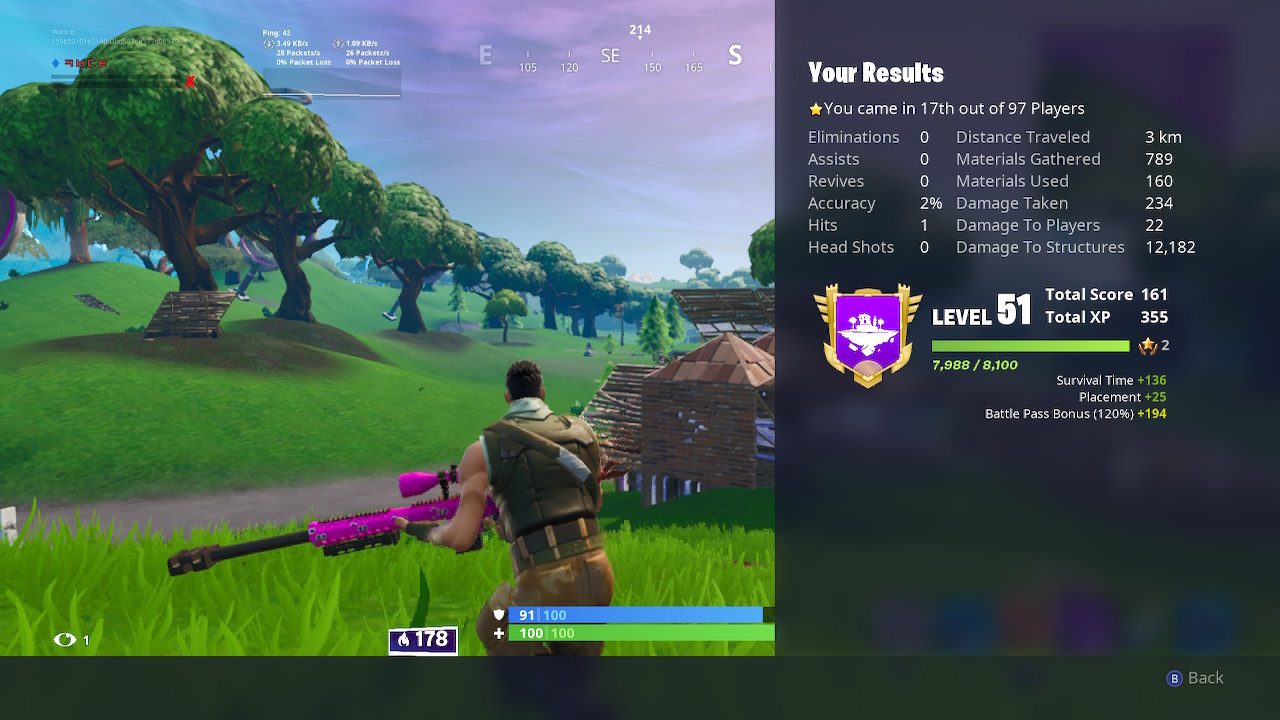 Ping: 43
3.49 KB/s 1.09 KB/s
28 Packets/s 26 Packets/s
0% Packet Loss 0% Packet Loss
214
E 105 120 SE 150 165 S
Your Results
You came in 17th out of 97 Players
Eliminations 0 Distance Traveled 3 km
Assists 0 Materials Gathered 789
Revives 0 Materials Used 160
Accuracy 2% Damage Taken 234
Hits 1 Damage To Players 22
Head Shots 0 Damage To Structures 12,182
LEVEL 51
Total Score 161
Total XP 355
2
7,988 / 8,100
Survival Time +136
Placement +25
Battle Pass Bonus (120%) +194
91 | 100
100 | 100
1
178
B Back